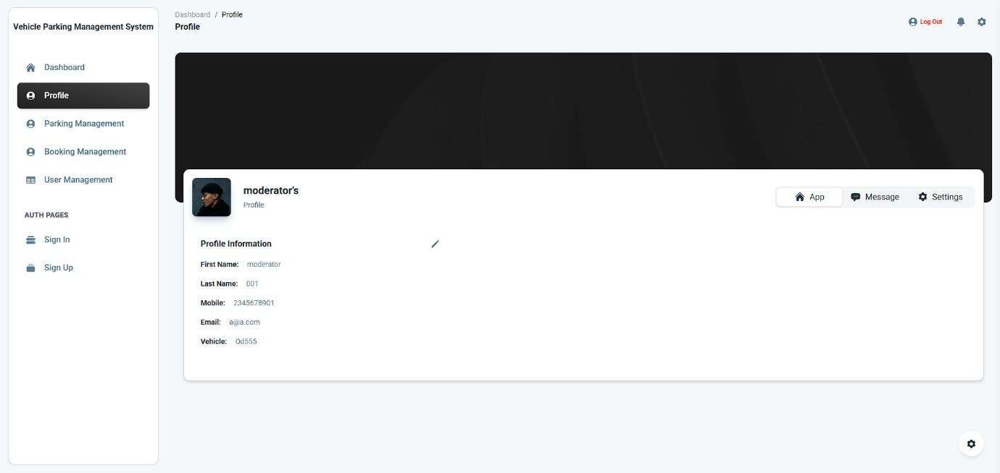 Vehicle Parking Management System
Dashboard
Profile
Parking Management
Booking Management
User Management
AUTH PAGES
Sign In
Sign Up
Dashboard / Profile
Profile
Log Out
moderator's
Profile
App
Message
Settings
Profile Information
First Name: moderator
Last Name: 001
Mobile: 2345678901
Email: a@a.com
Vehicle: Od555